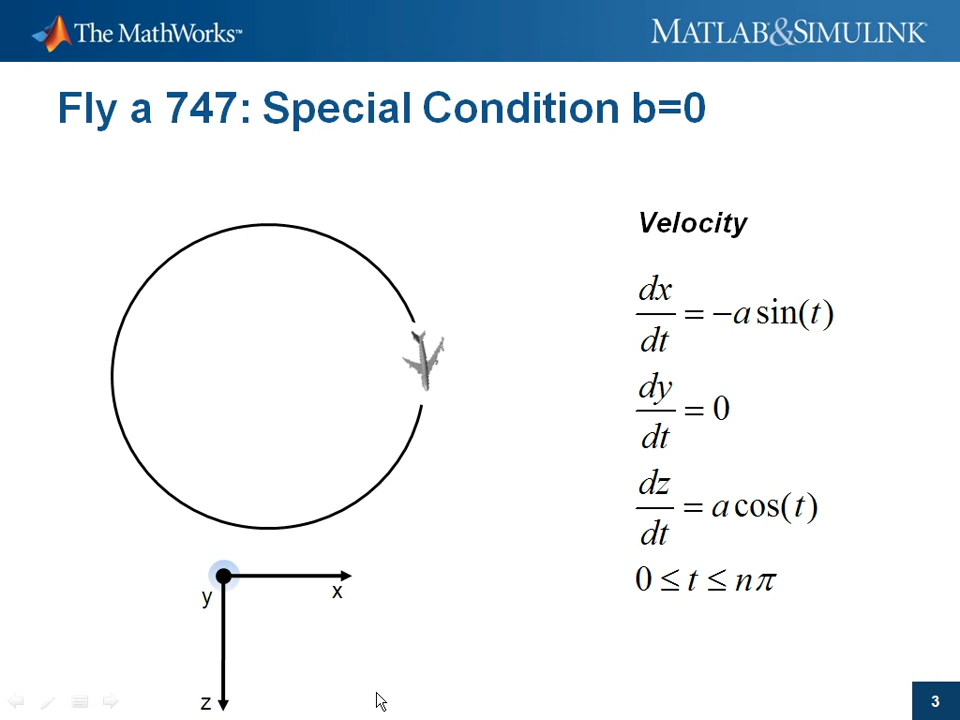 The MathWorks™
MATLAB&SIMULINK®
Fly a 747: Special Condition b=0
Velocity
dx/dt = −a sin(t)
dy/dt = 0
dz/dt = a cos(t)
0 ≤ t ≤ nπ
x
y
z
3